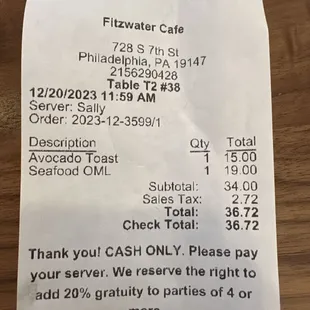 Fitzwater Cafe
728 S 7th St
Philadelphia, PA 19147
2156290428
Table T2 #38
12/20/2023 11:59 AM
Server: Sally
Order: 2023-12-3599/1
Description Qty Total
Avocado Toast 1 15.00
Seafood OML 1 19.00
Subtotal: 34.00
Sales Tax: 2.72
Total: 36.72
Check Total: 36.72
Thank you! CASH ONLY. Please pay
your server. We reserve the right to
add 20% gratuity to parties of 4 or
more